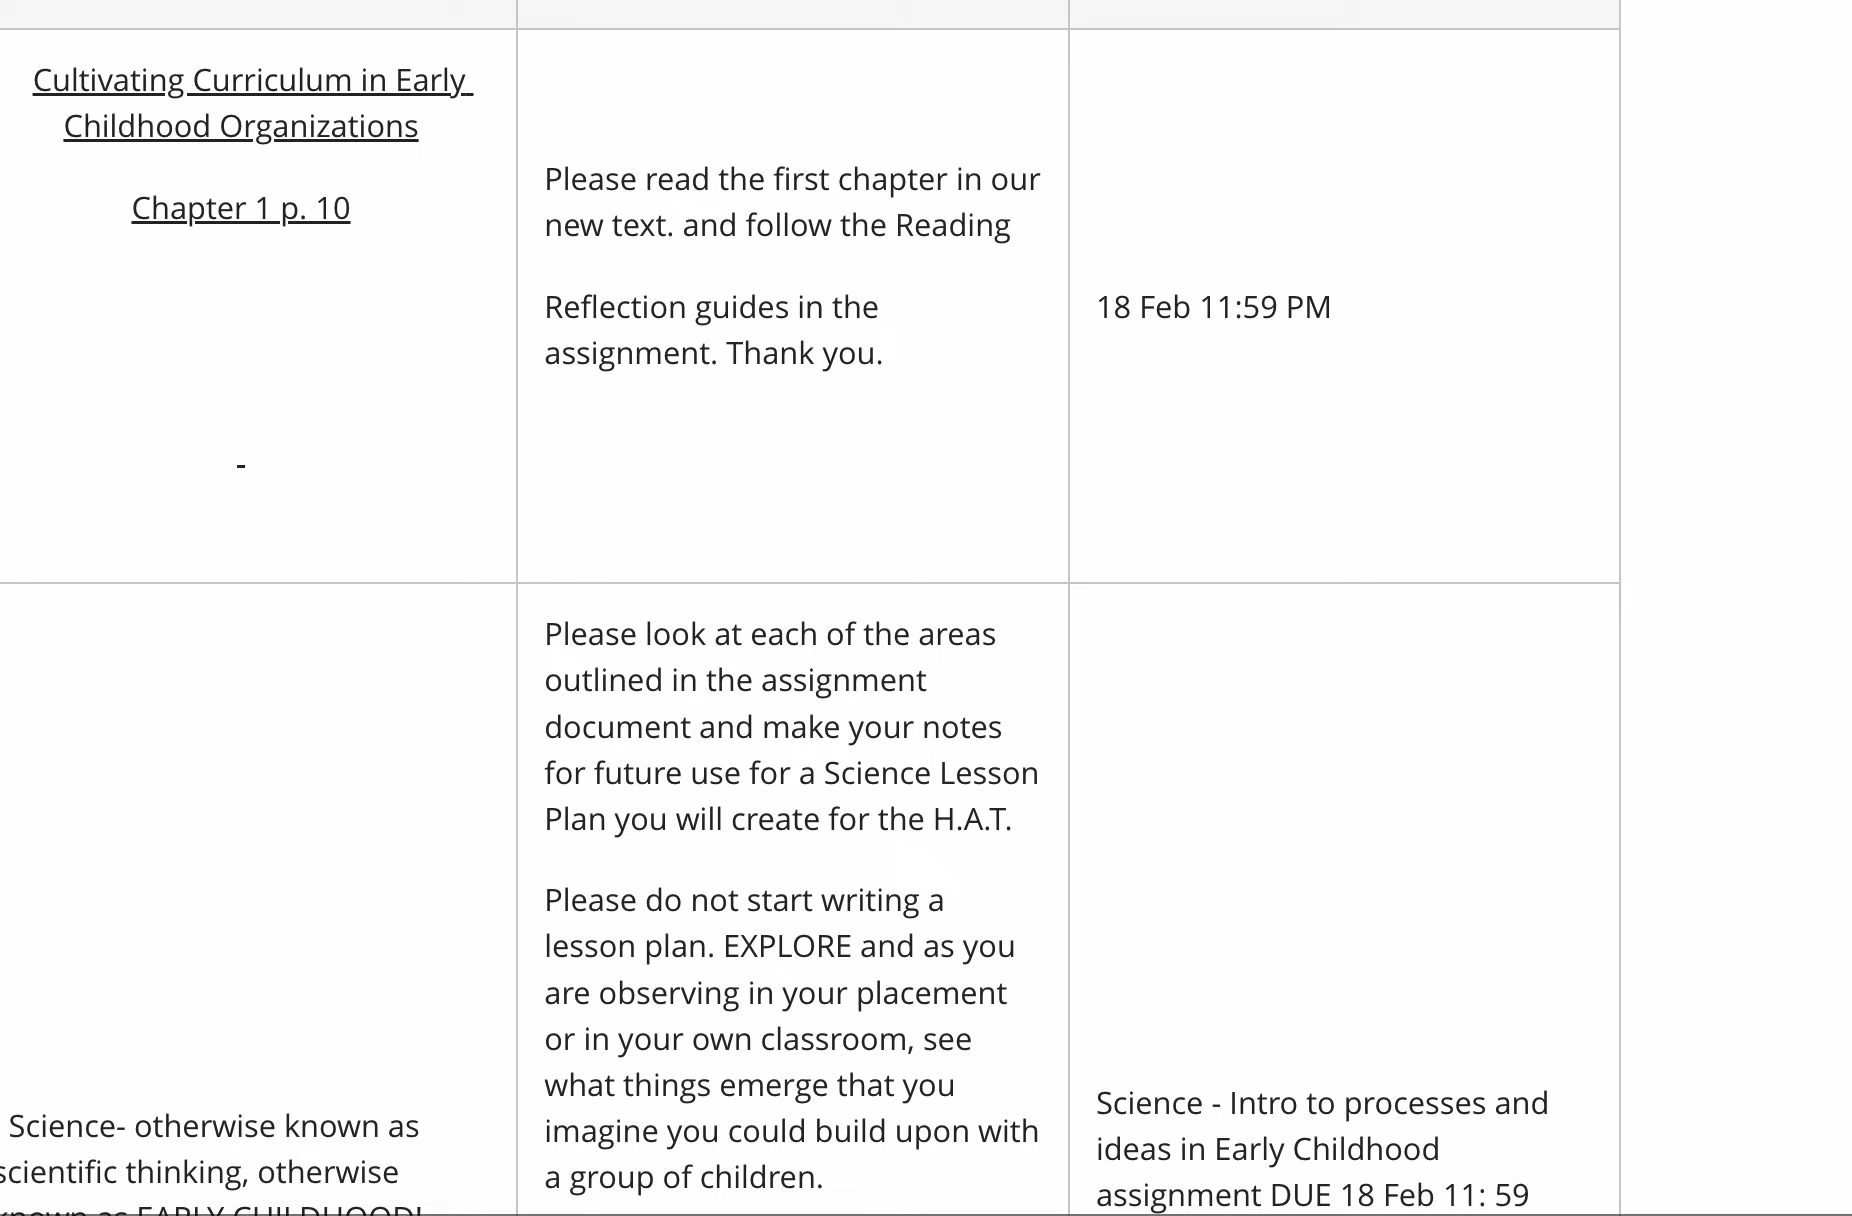 Cultivating Curriculum in Early
Childhood Organizations
Chapter 1 p. 10
-
Please read the first chapter in our
new text. and follow the Reading
Reflection guides in the
assignment. Thank you.
18 Feb 11:59 PM
Science- otherwise known as
scientific thinking, otherwise
known as EARLY CHILDHOOD!
Please look at each of the areas
outlined in the assignment
document and make your notes
for future use for a Science Lesson
Plan you will create for the H.A.T.
Please do not start writing a
lesson plan. EXPLORE and as you
are observing in your placement
or in your own classroom, see
what things emerge that you
imagine you could build upon with
a group of children.
Science - Intro to processes and
ideas in Early Childhood
assignment DUE 18 Feb 11: 59